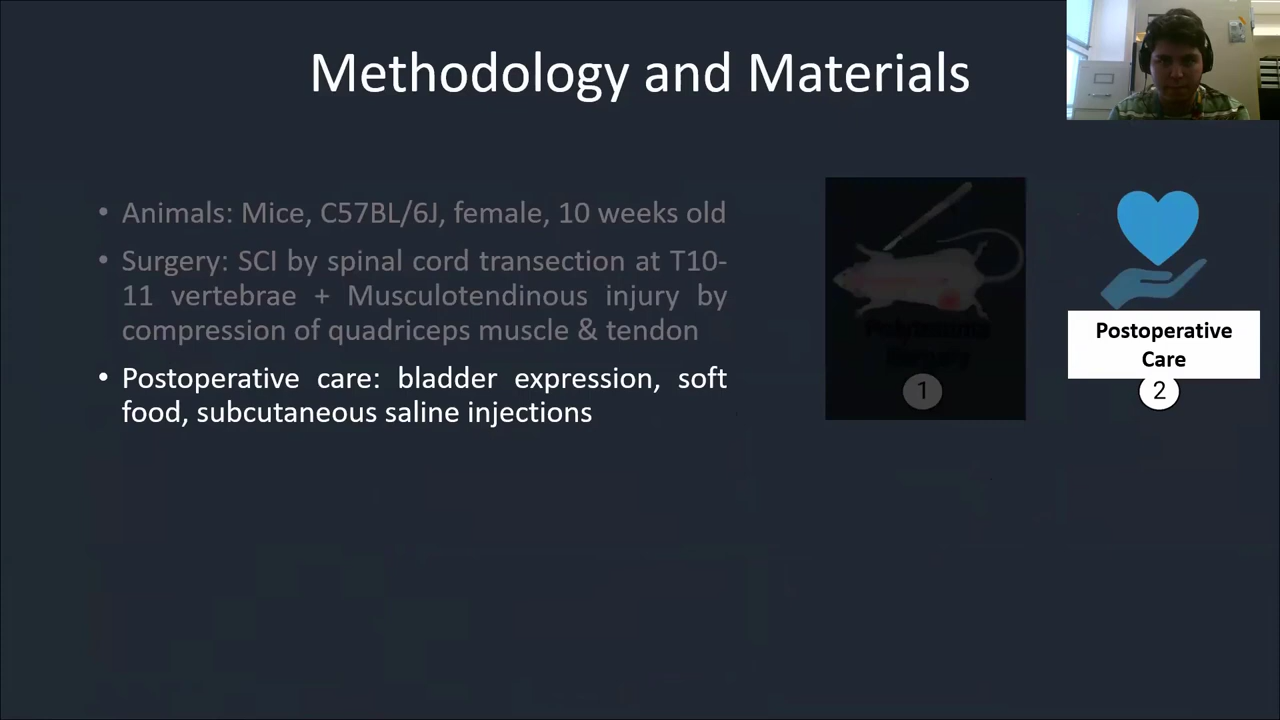 Methodology and Materials
• Animals: Mice, C57BL/6J, female, 10 weeks old
• Surgery: SCI by spinal cord transection at T10-
11 vertebrae + Musculotendinous injury by
compression of quadriceps muscle & tendon
• Postoperative care: bladder expression, soft
food, subcutaneous saline injections
1
Postoperative
Care
2